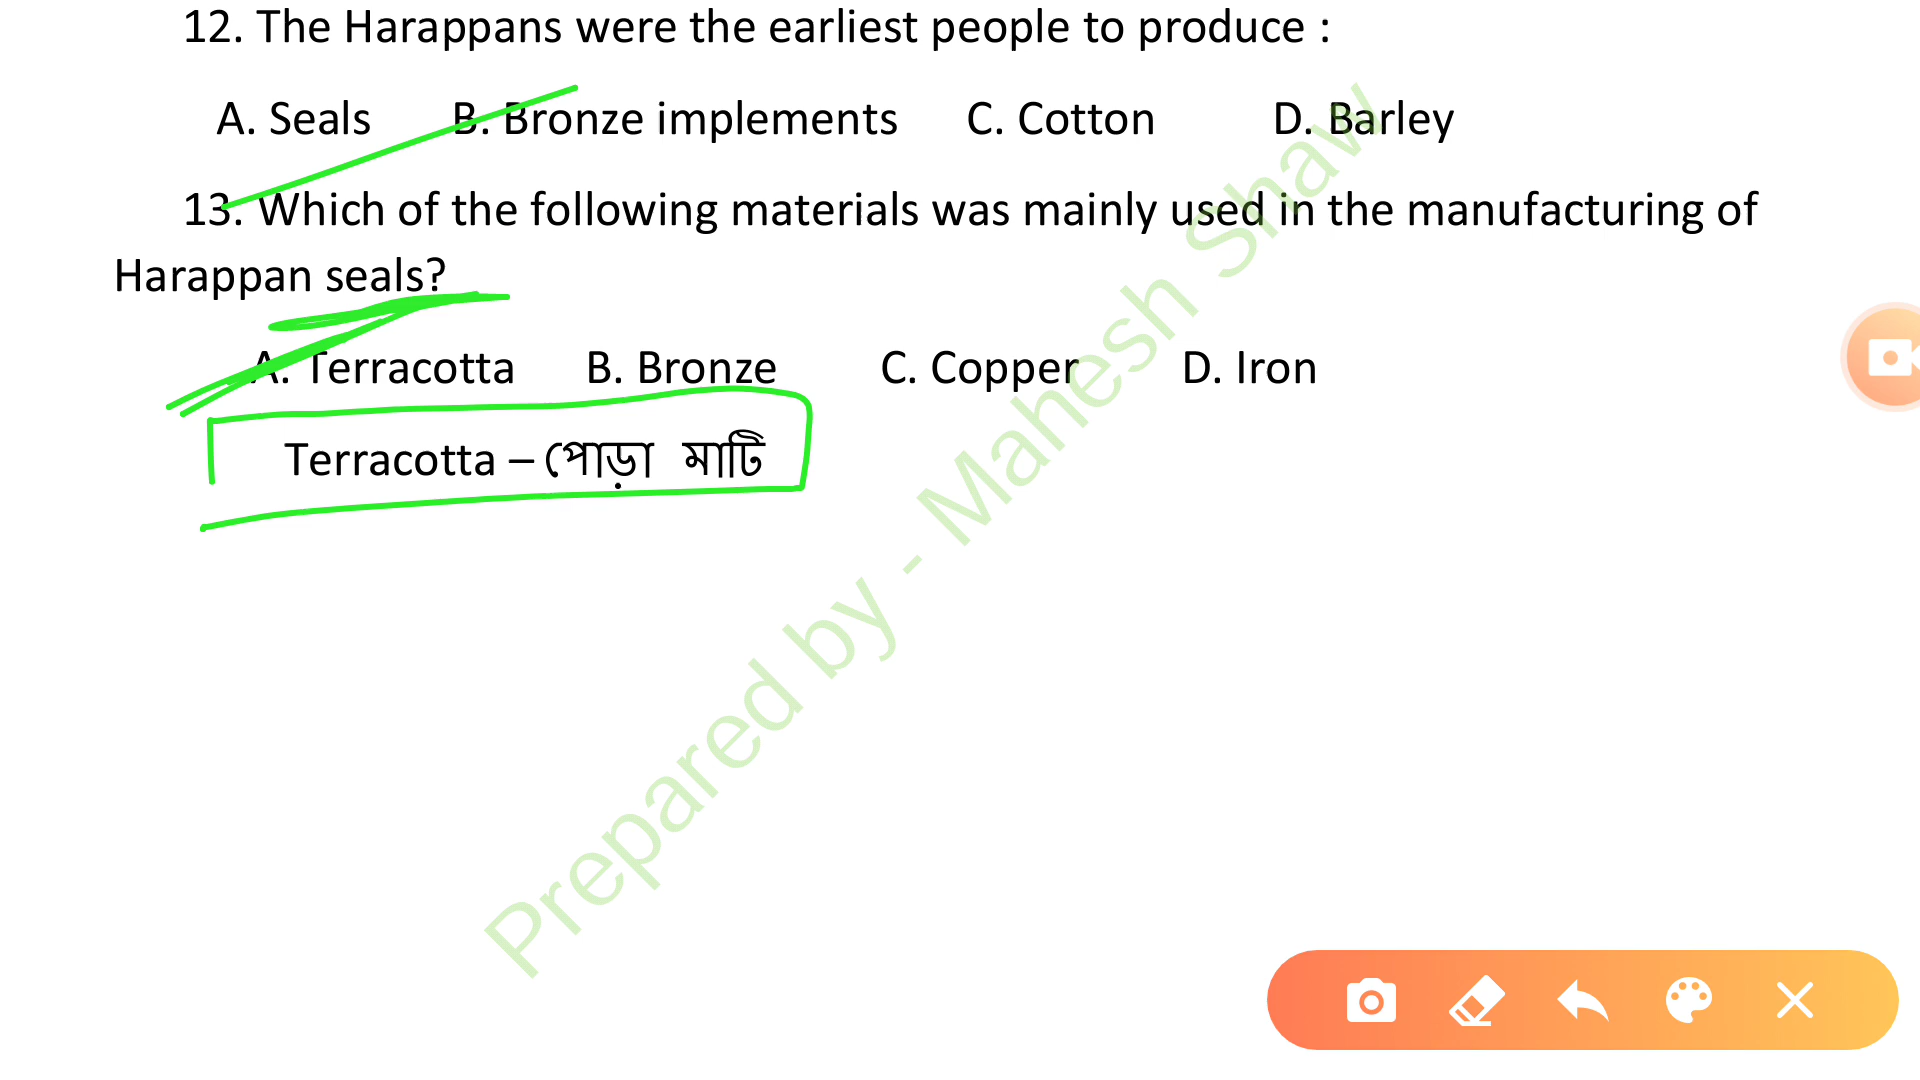 12. The Harappans were the earliest people to produce :
A. Seals B. Bronze implements C. Cotton D. Barley
13. Which of the following materials was mainly used in the manufacturing of
Harappan seals?
A. Terracotta B. Bronze C. Copper D. Iron
Terracotta – পোড়া মাটি
Prepared by - Mahesh Shaw